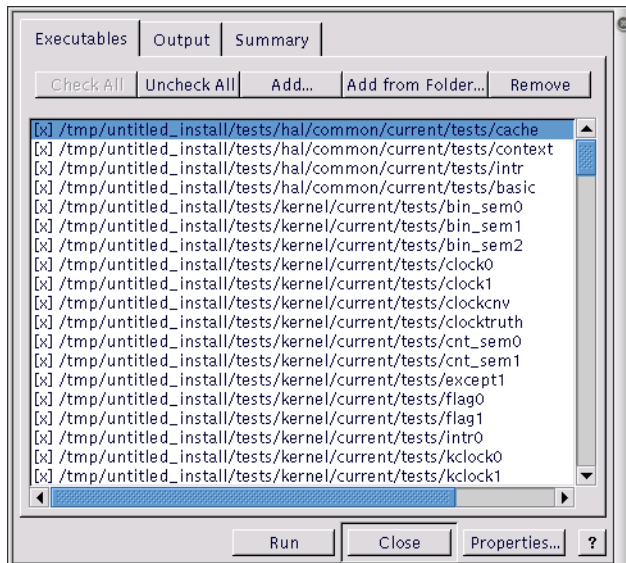 Executables Output Summary
Check All Uncheck All Add... Add from Folder... Remove
[x] /tmp/untitled_install/tests/hal/common/current/tests/cache
[x] /tmp/untitled_install/tests/hal/common/current/tests/context
[x] /tmp/untitled_install/tests/hal/common/current/tests/intr
[x] /tmp/untitled_install/tests/hal/common/current/tests/basic
[x] /tmp/untitled_install/tests/kernel/current/tests/bin_sem0
[x] /tmp/untitled_install/tests/kernel/current/tests/bin_sem1
[x] /tmp/untitled_install/tests/kernel/current/tests/bin_sem2
[x] /tmp/untitled_install/tests/kernel/current/tests/clock0
[x] /tmp/untitled_install/tests/kernel/current/tests/clock1
[x] /tmp/untitled_install/tests/kernel/current/tests/clockcnv
[x] /tmp/untitled_install/tests/kernel/current/tests/clocktruth
[x] /tmp/untitled_install/tests/kernel/current/tests/cnt_sem0
[x] /tmp/untitled_install/tests/kernel/current/tests/cnt_sem1
[x] /tmp/untitled_install/tests/kernel/current/tests/except1
[x] /tmp/untitled_install/tests/kernel/current/tests/flag0
[x] /tmp/untitled_install/tests/kernel/current/tests/flag1
[x] /tmp/untitled_install/tests/kernel/current/tests/intr0
[x] /tmp/untitled_install/tests/kernel/current/tests/kclock0
[x] /tmp/untitled_install/tests/kernel/current/tests/kclock1
Run Close Properties... ?